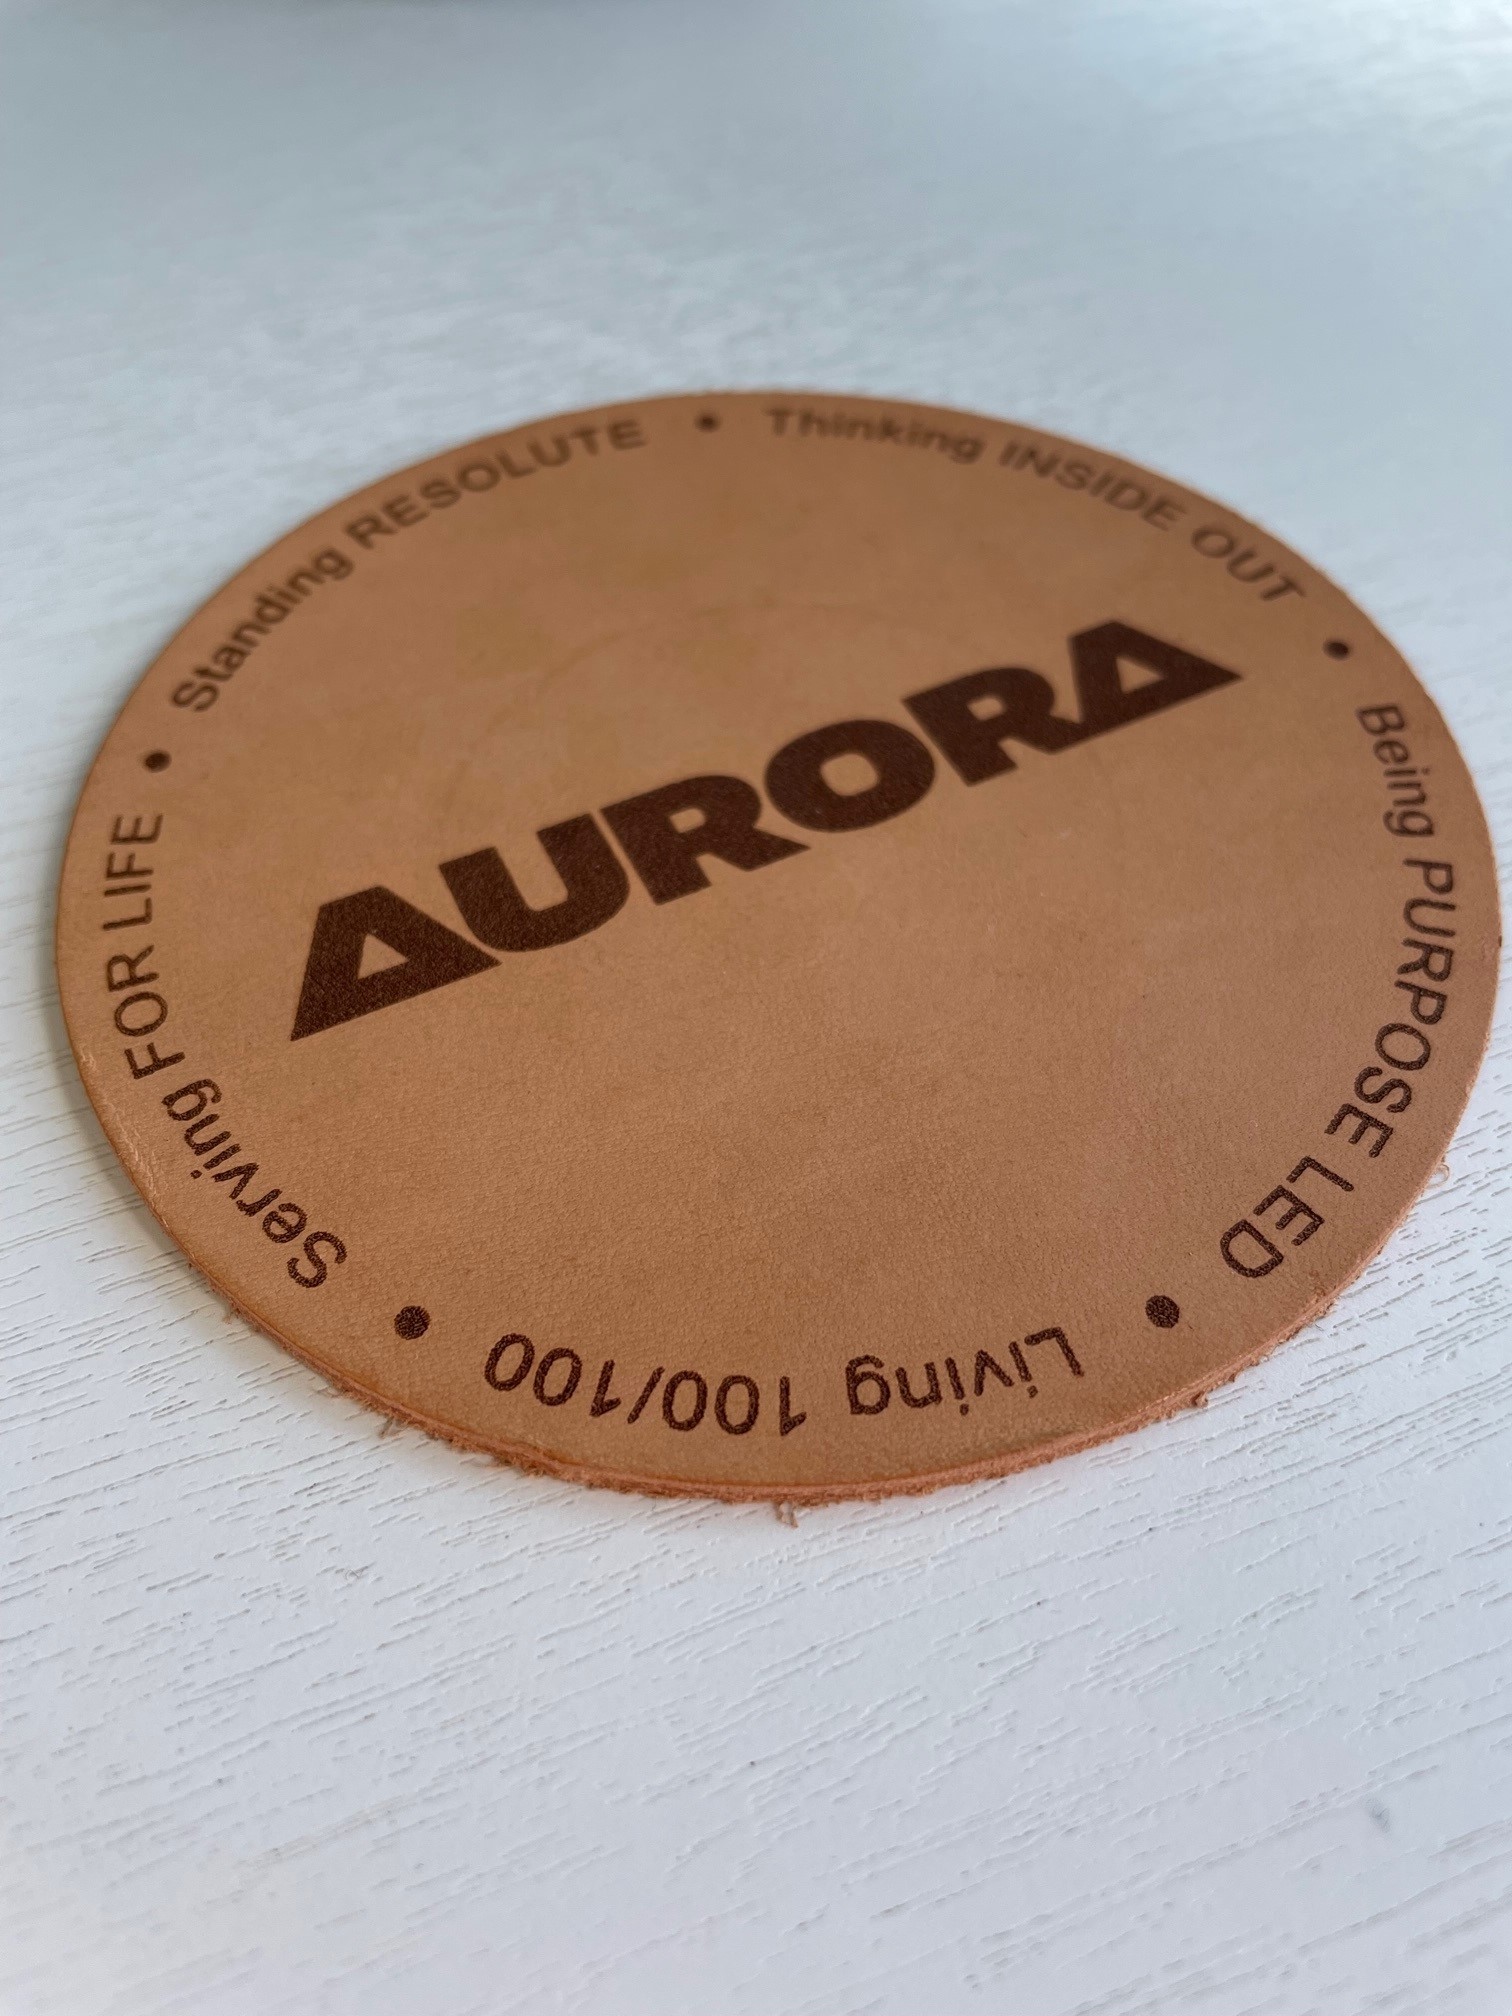 AURORA
Standing RESOLUTE • Thinking INSIDE OUT • Being PURPOSE LED • Living 100/100 • Serving FOR LIFE •